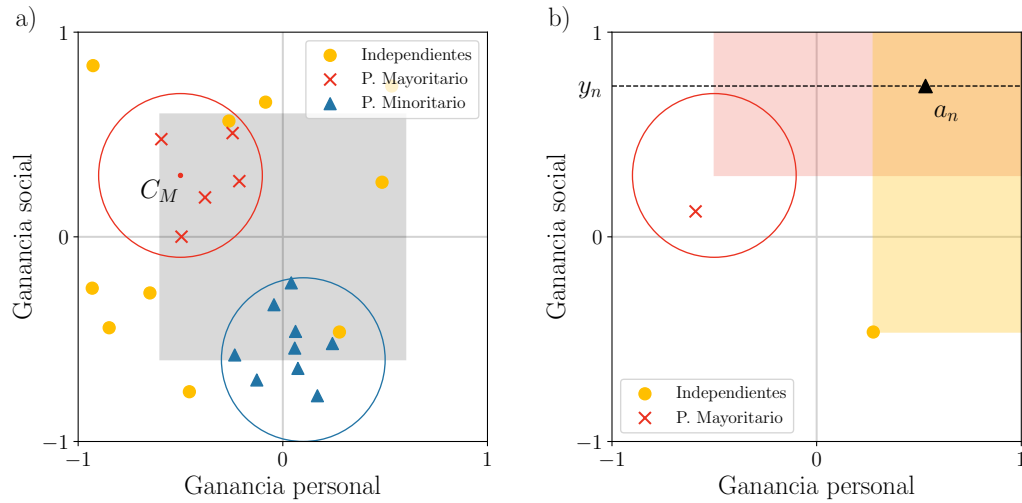 a)
1
0
−1
−1
0
1
Ganancia social
Ganancia personal
Independientes
P. Mayoritario
P. Minoritario
C_M
b)
1
y_n
0
−1
−1
0
1
Ganancia social
Ganancia personal
a_n
Independientes
P. Mayoritario